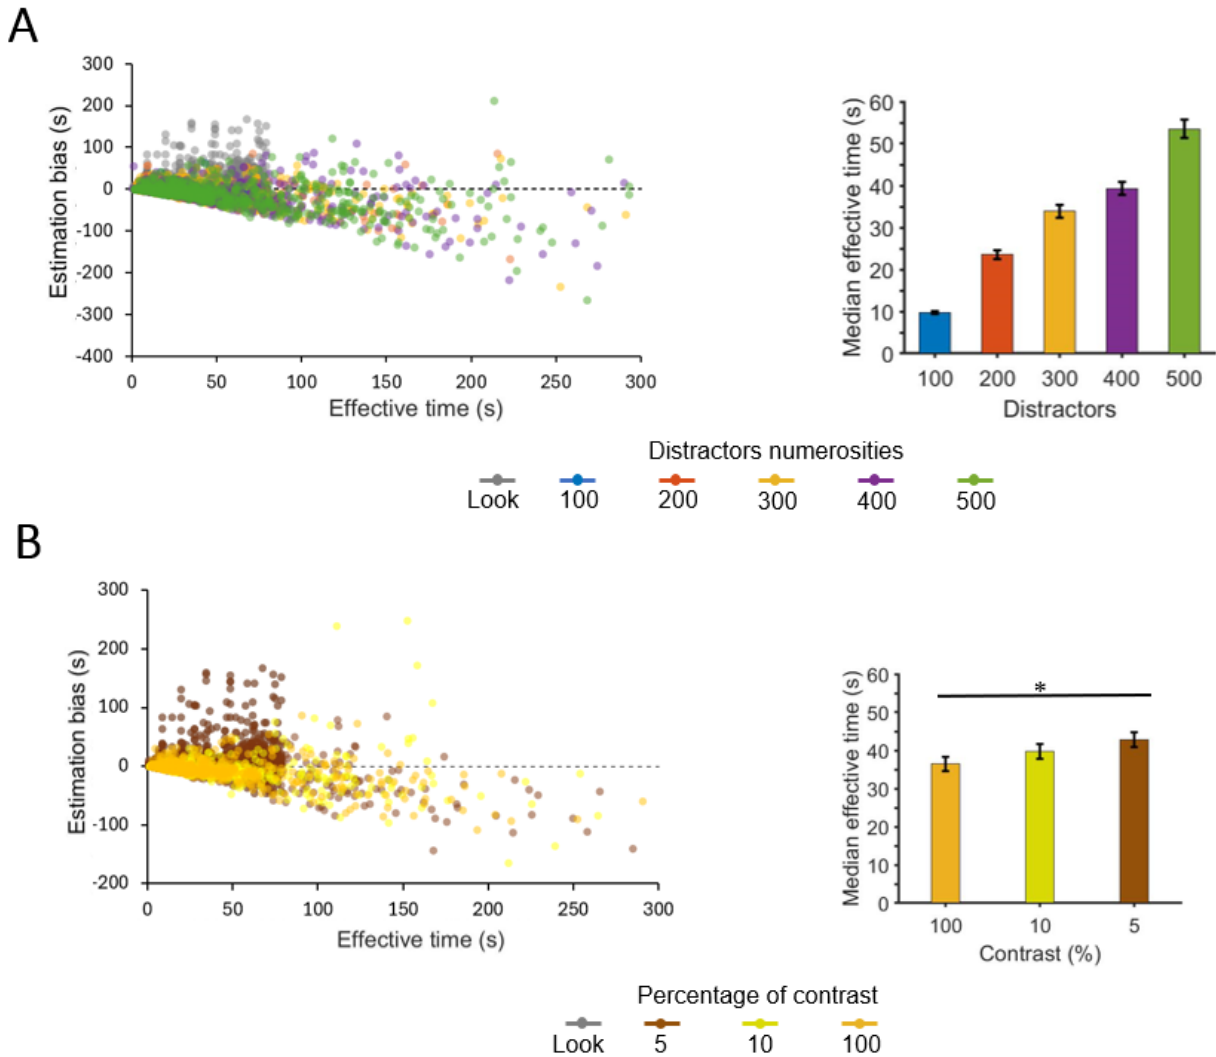 A
300
200
100
0
-100
-200
-300
-400
Estimation bias (s)
0 50 100 150 200 250 300
Effective time (s)
60
50
40
30
20
10
0
Median effective time (s)
100 200 300 400 500
Distractors
Distractors numerosities
Look 100 200 300 400 500
B
300
200
100
0
-100
-200
Estimation bias (s)
0 50 100 150 200 250 300
Effective time (s)
60
50
40
30
20
10
0
Median effective time (s)
*
100 10 5
Contrast (%)
Percentage of contrast
Look 5 10 100